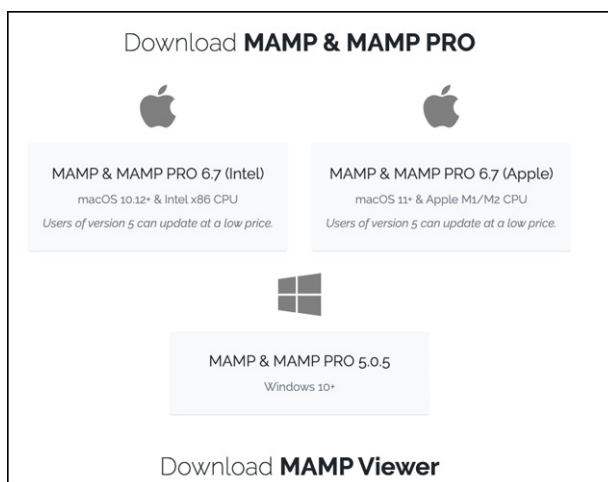 Download MAMP & MAMP PRO
MAMP & MAMP PRO 6.7 (Intel)
macOS 10.12+ & Intel x86 CPU
Users of version 5 can update at a low price.
MAMP & MAMP PRO 6.7 (Apple)
macOS 11+ & Apple M1/M2 CPU
Users of version 5 can update at a low price.
MAMP & MAMP PRO 5.0.5
Windows 10+
Download MAMP Viewer